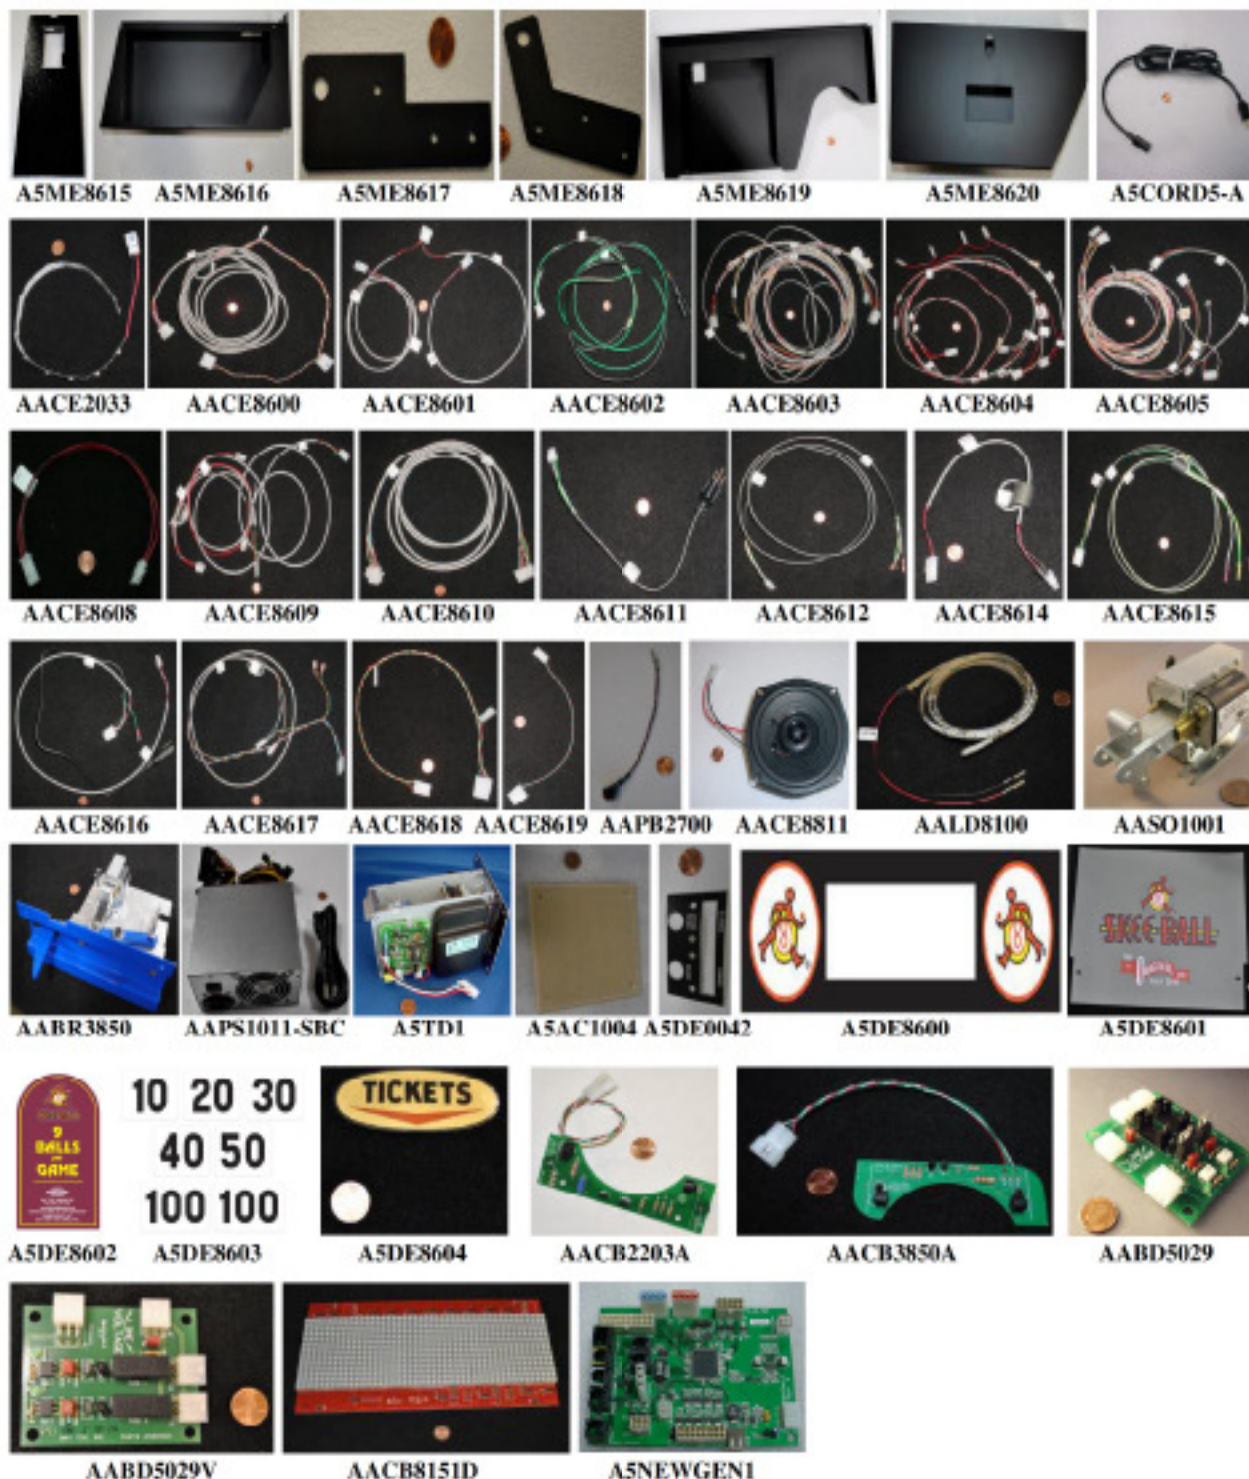 A5ME8615 A5ME8616 A5ME8617 A5ME8618 A5ME8619 A5ME8620 A5CORD5-A
AACE2033 AACE8600 AACE8601 AACE8602 AACE8603 AACE8604 AACE8605
AACE8608 AACE8609 AACE8610 AACE8611 AACE8612 AACE8614 AACE8615
AACE8616 AACE8617 AACE8618 AACE8619 AAPB2700 AACE8811 AALD8100 AASO1001
8 8
SKEE-BALL
AABR3850 AAPS1011-SBC A5TD1 A5AC1004 A5DE0042 A5DE8600 A5DE8601
9
BALLS
GAME
10 20 30
40 50
100 100
TICKETS
A5DE8602 A5DE8603 A5DE8604 AACB2203A AACB3850A AABD5029
AABD5029V AACB8151D A5NEWGEN1